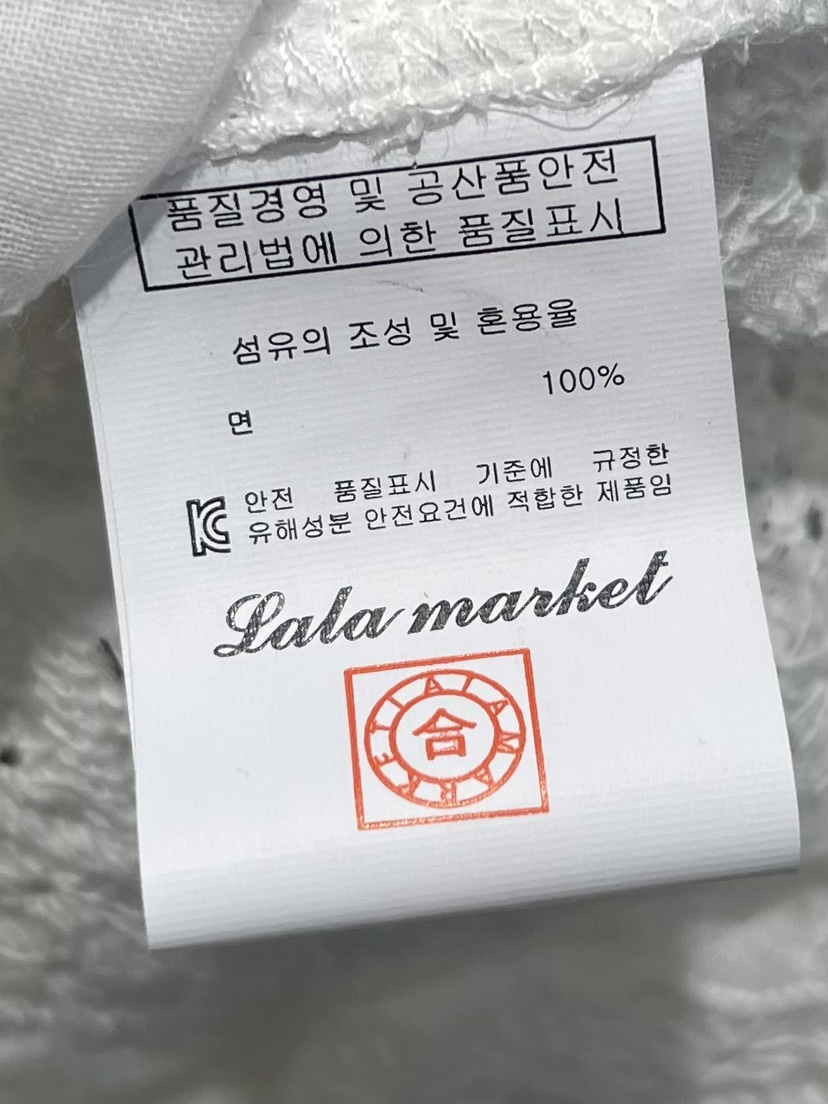 품질경영 및 공산품안전
관리법에 의한 품질표시
섬유의 조성 및 혼용율
면 100%
안전 품질표시 기준에 규정한
유해성분 안전요건에 적합한 제품임
Lala market
合